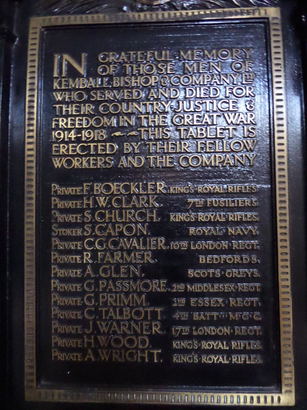 IN GRATEFUL MEMORY
OF THOSE MEN OF
KEMBALL, BISHOP & COMPANY LD
WHO SERVED AND DIED FOR
THEIR COUNTRY, JUSTICE &
FREEDOM IN THE GREAT WAR
1914-1918 THIS TABLET IS
ERECTED BY THEIR FELLOW
WORKERS AND THE COMPANY
PRIVATE F. BOECKLER. KING'S ROYAL RIFLES.
PRIVATE H.W. CLARK. 7TH FUSILIERS.
PRIVATE S. CHURCH. KING'S ROYAL RIFLES.
STOKER S. CAPON. ROYAL NAVY.
PRIVATE C.G. CAVALIER. 10TH LONDON REGT.
PRIVATE R. FARMER. BEDFORDS.
PRIVATE A. GLEN. SCOTS GREYS.
PRIVATE G. PASSMORE. MIDDLESEX REGT.
PRIVATE G. PRIMM. ESSEX REGT.
PRIVATE C. TALBOTT. 4TH BATTN M.G.C.
PRIVATE J. WARNER. 17TH LONDON REGT.
PRIVATE H. WOOD. KING'S ROYAL RIFLES.
PRIVATE A. WRIGHT. KING'S ROYAL RIFLES.